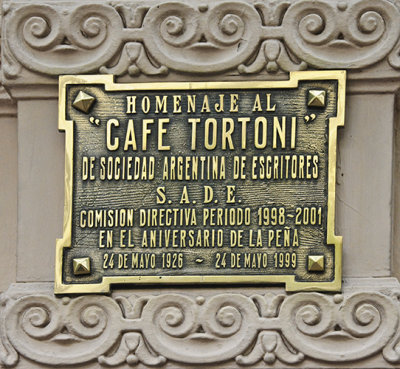 HOMENAJE AL
"CAFE TORTONI"
DE SOCIEDAD ARGENTINA DE ESCRITORES
S. A. D. E.
COMISION DIRECTIVA PERIODO 1998-2001
EN EL ANIVERSARIO DE LA PEÑA
24 DE MAYO 1926 ~ 24 DE MAYO 1999